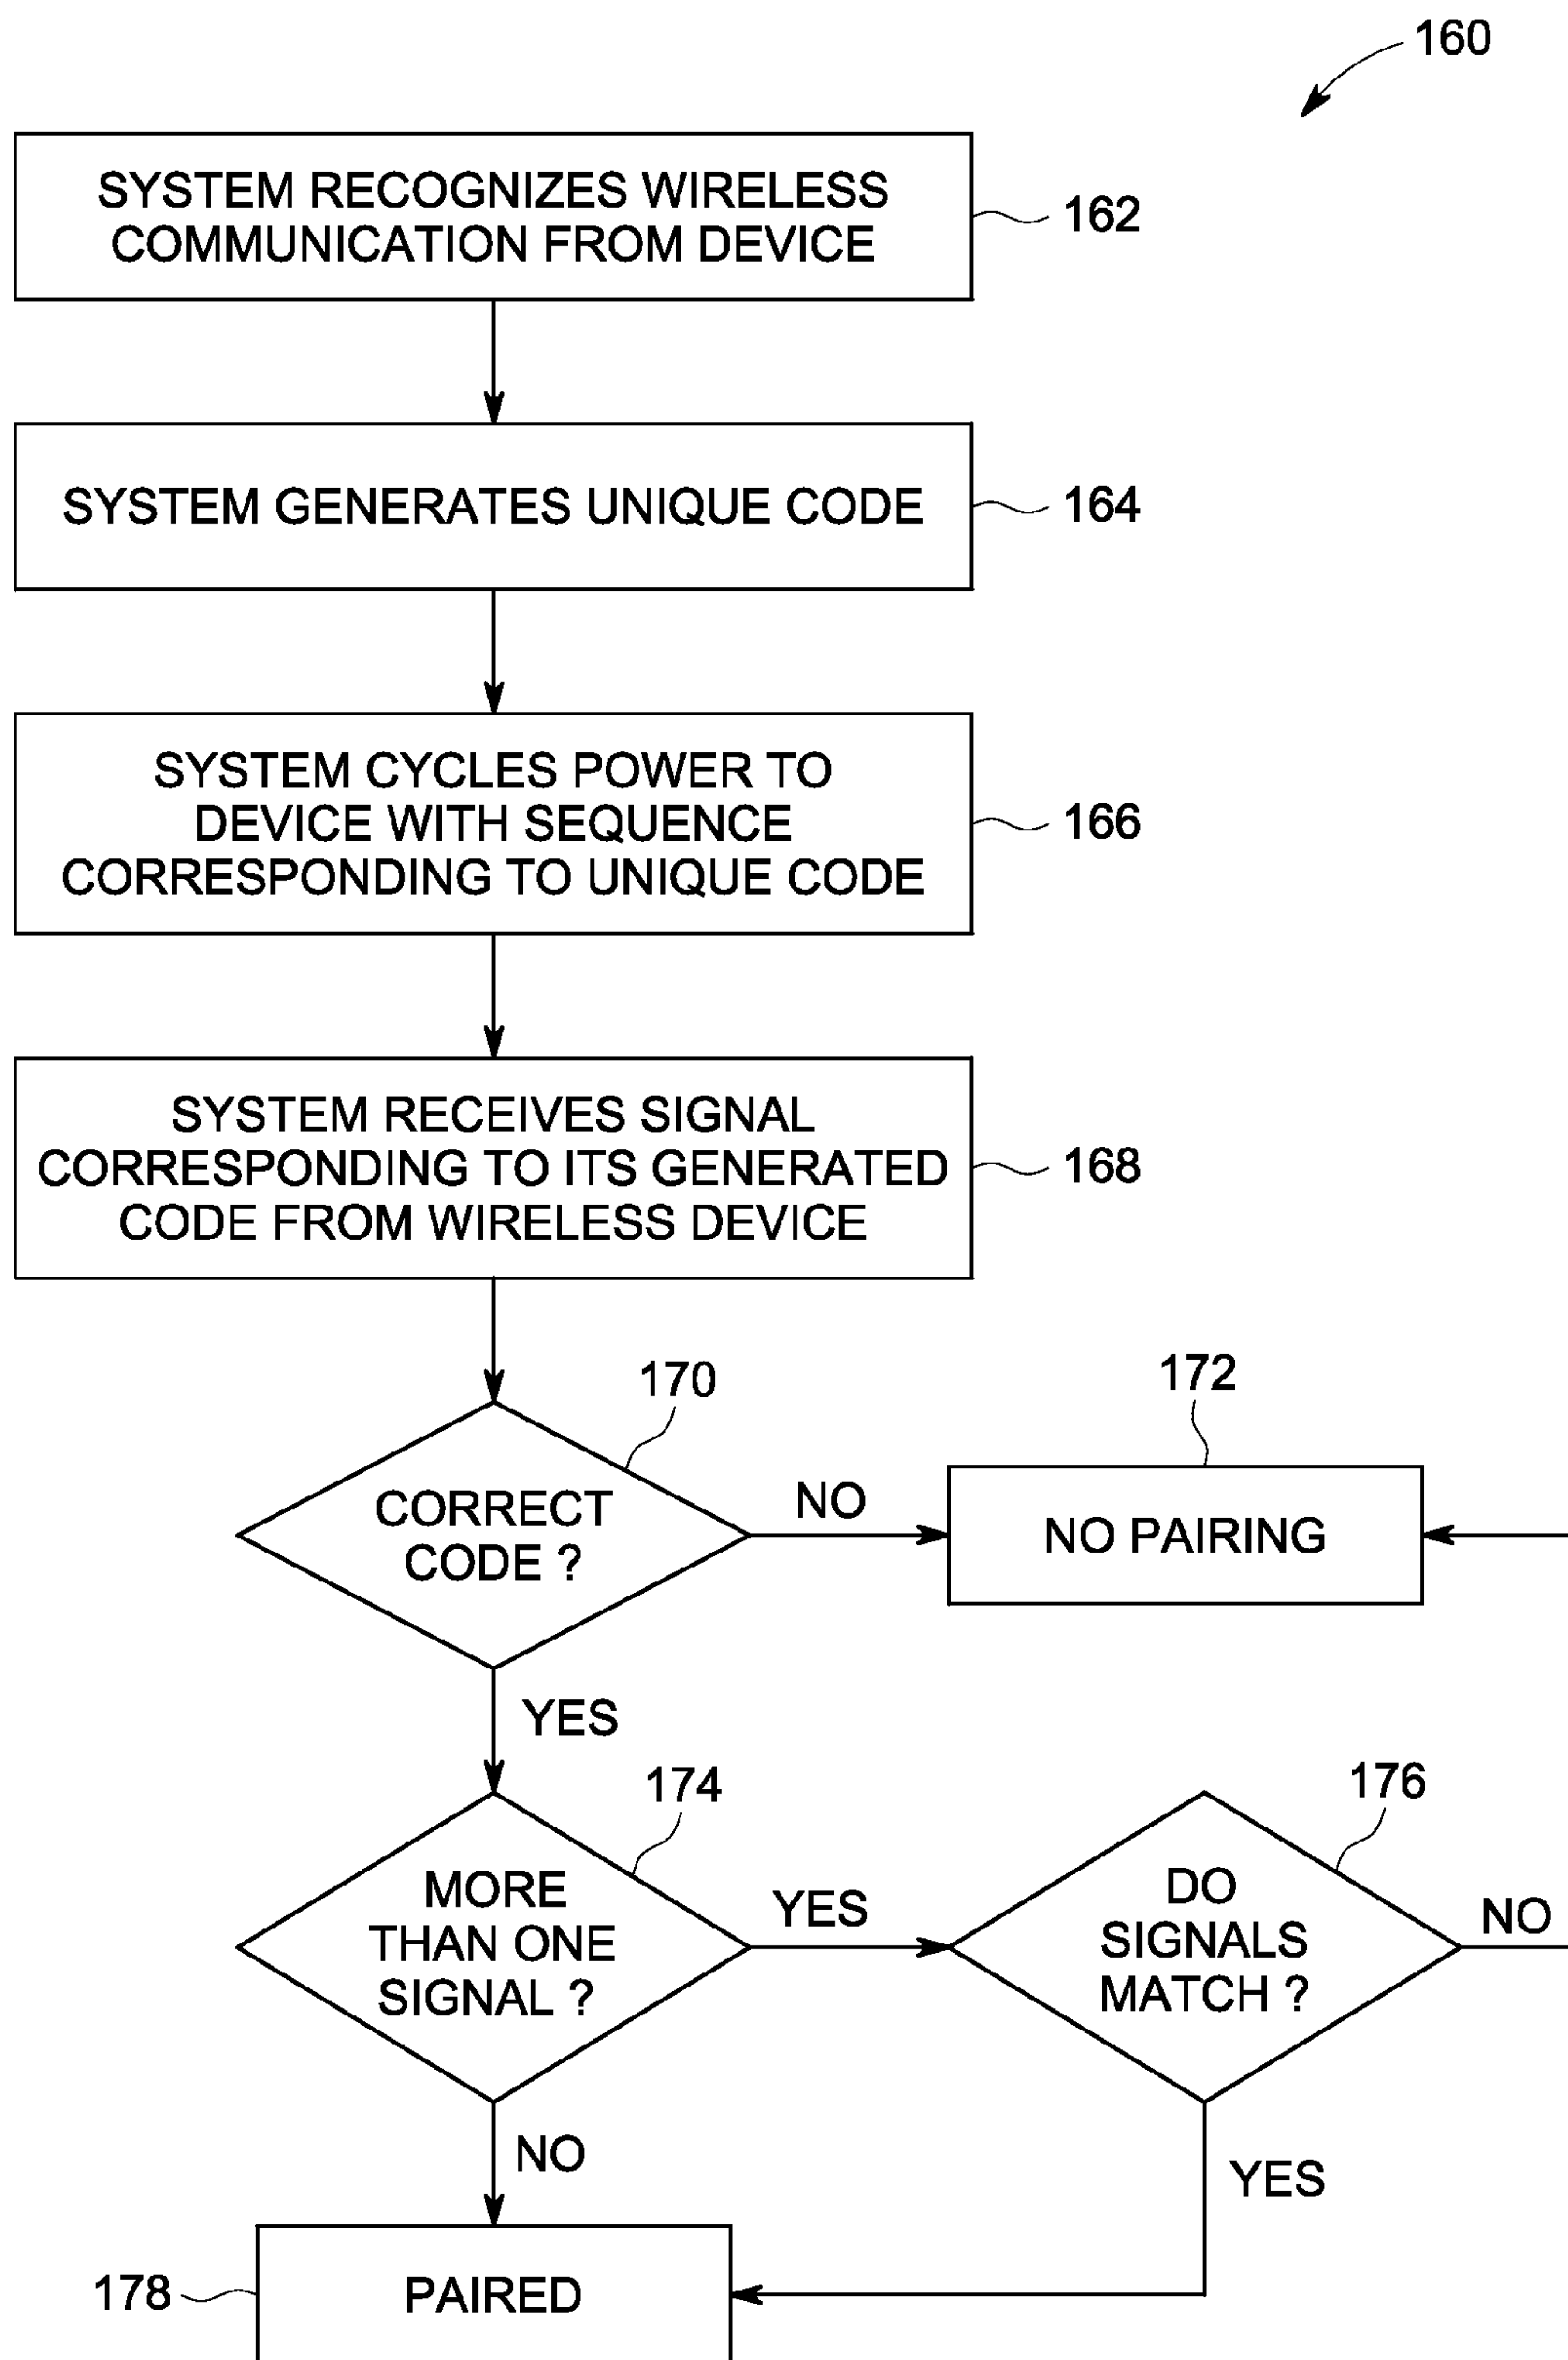 160
SYSTEM RECOGNIZES WIRELESS
COMMUNICATION FROM DEVICE
162
SYSTEM GENERATES UNIQUE CODE
164
SYSTEM CYCLES POWER TO
DEVICE WITH SEQUENCE
CORRESPONDING TO UNIQUE CODE
166
SYSTEM RECEIVES SIGNAL
CORRESPONDING TO ITS GENERATED
CODE FROM WIRELESS DEVICE
168
170
172
CORRECT
CODE ?
NO
NO PAIRING
YES
174
176
MORE
THAN ONE
SIGNAL ?
YES
DO
SIGNALS
MATCH ?
NO
NO
YES
178
PAIRED